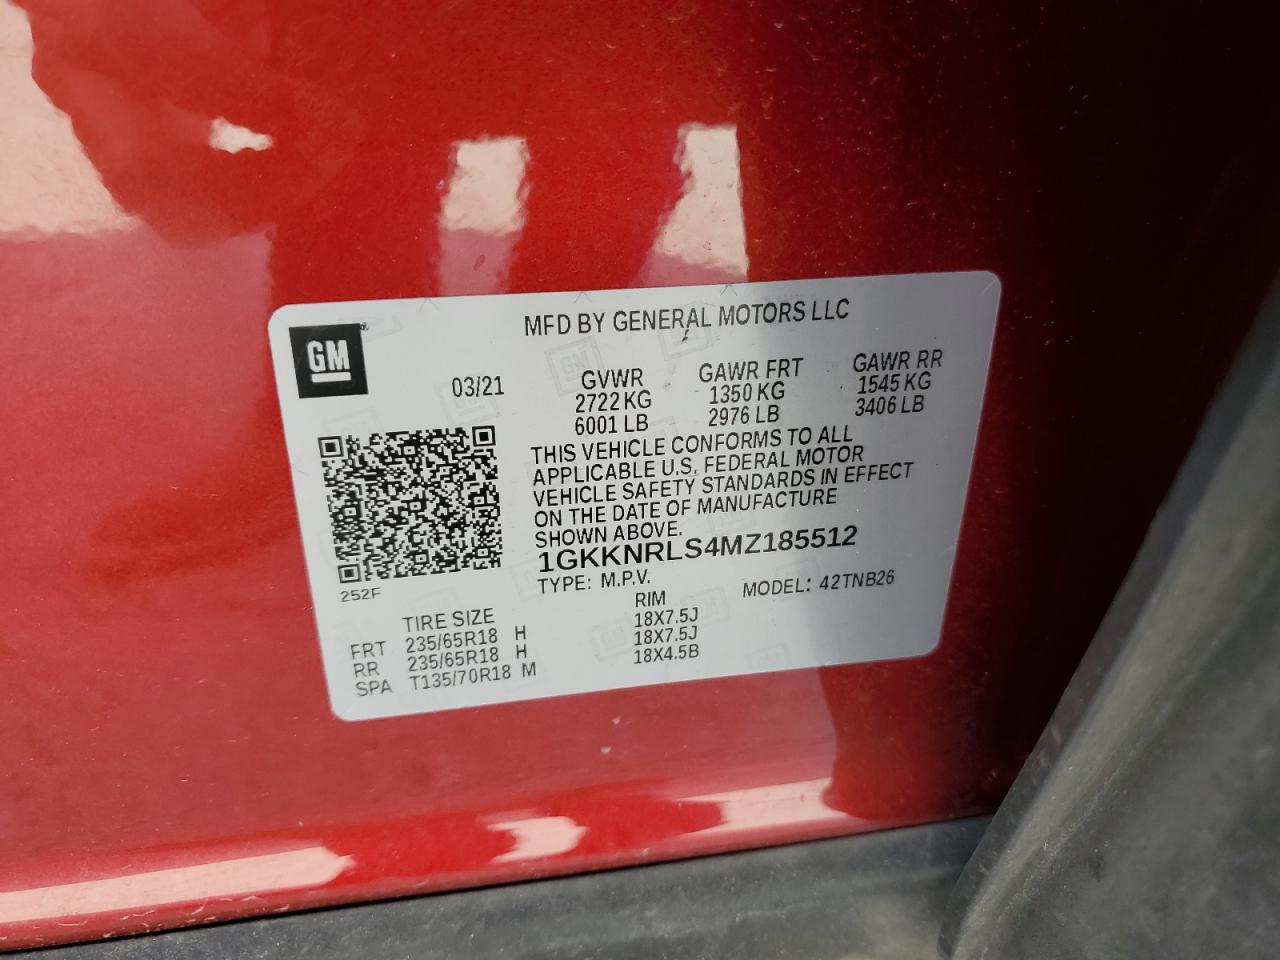 GM
MFD BY GENERAL MOTORS LLC
03/21
GVWR GAWR FRT GAWR RR
2722 KG 1350 KG 1545 KG
6001 LB 2976 LB 3406 LB
THIS VEHICLE CONFORMS TO ALL
APPLICABLE U.S. FEDERAL MOTOR
VEHICLE SAFETY STANDARDS IN EFFECT
ON THE DATE OF MANUFACTURE
SHOWN ABOVE.
1GKKNRLS4MZ185512
TYPE: M.P.V. MODEL: 42TNB26
252F
TIRE SIZE RIM
FRT 235/65R18 H 18X7.5J
RR 235/65R18 H 18X7.5J
SPA T135/70R18 M 18X4.5B